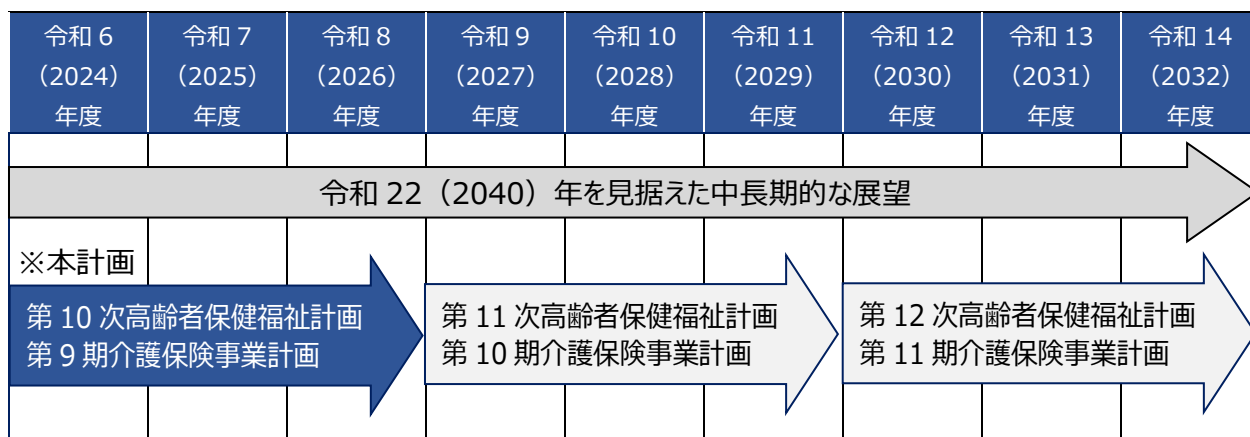 令和 6
（2024）
年度
令和 7
（2025）
年度
令和 8
（2026）
年度
令和 9
（2027）
年度
令和 10
（2028）
年度
令和 11
（2029）
年度
令和 12
（2030）
年度
令和 13
（2031）
年度
令和 14
（2032）
年度
令和 22（2040）年を見据えた中長期的な展望
※本計画
第 10 次高齢者保健福祉計画
第 9 期介護保険事業計画
第 11 次高齢者保健福祉計画
第 10 期介護保険事業計画
第 12 次高齢者保健福祉計画
第 11 期介護保険事業計画